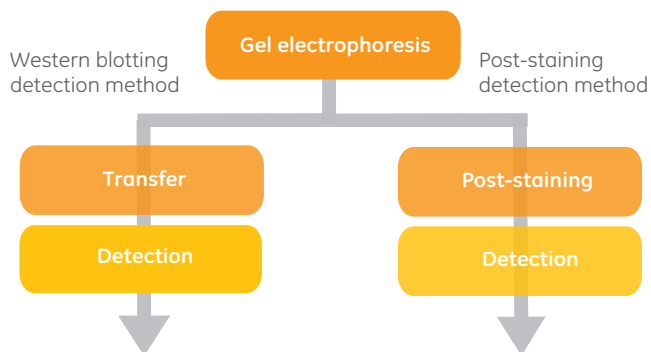 Gel electrophoresis
Western blotting
detection method
Post-staining
detection method
Transfer
Post-staining
Detection
Detection